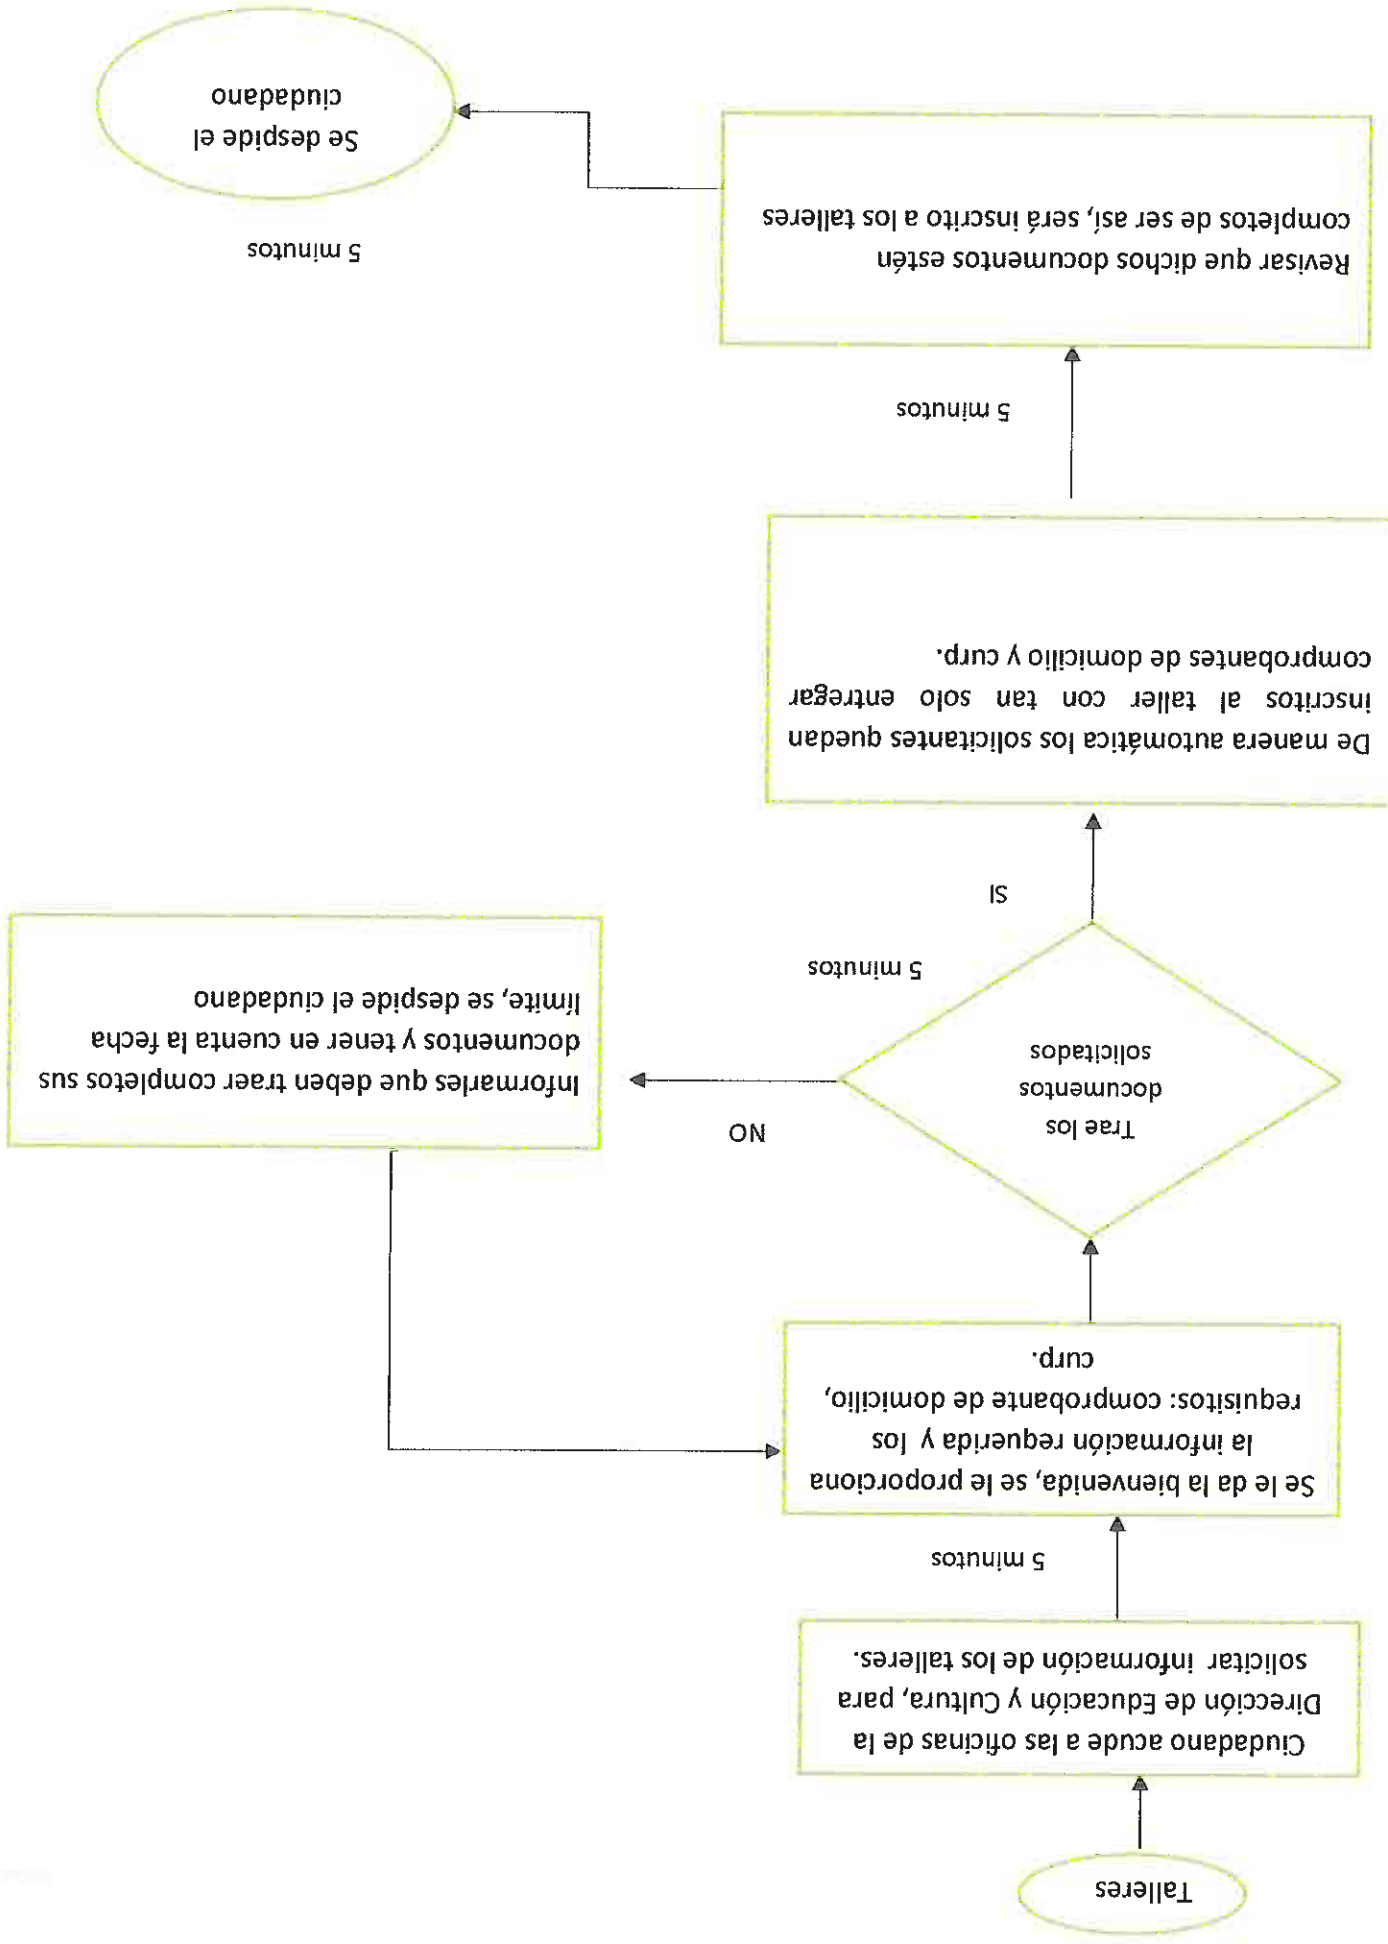 Talleres
Ciudadano acude a las oficinas de la
Dirección de Educación y Cultura, para
solicitar información de los talleres.
5 minutos
Se le da la bienvenida, se le proporciona
la información requerida y los
requisitos: comprobante de domicilio,
curp.
Trae los
documentos
solicitados
NO
Informarles que deben traer completos sus
documentos y tener en cuenta la fecha
límite, se despide el ciudadano
5 minutos
SI
De manera automática los solicitantes quedan
inscritos al taller con tan solo entregar
comprobantes de domicilio y curp.
5 minutos
Revisar que dichos documentos estén
completos de ser así, será inscrito a los talleres
5 minutos
Se despide el
ciudadano